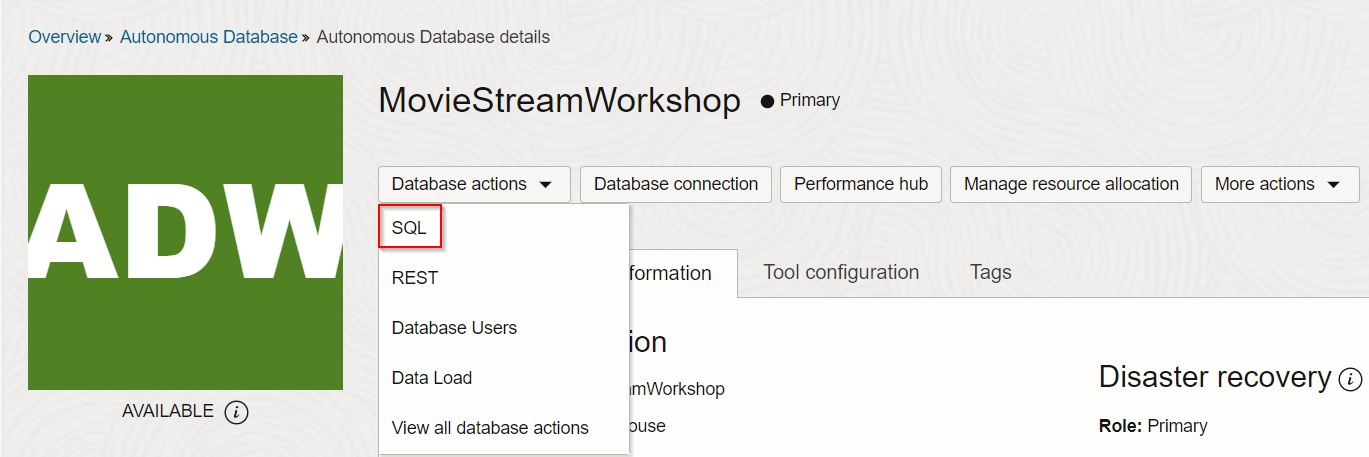 Overview » Autonomous Database » Autonomous Database details
ADW
AVAILABLE i
MovieStreamWorkshop ● Primary
Database actions Database connection Performance hub Manage resource allocation More actions
SQL
REST
Database Users
Data Load
View all database actions
formation Tool configuration Tags
ion
mWorkshop
ouse
Disaster recovery i
Role: Primary